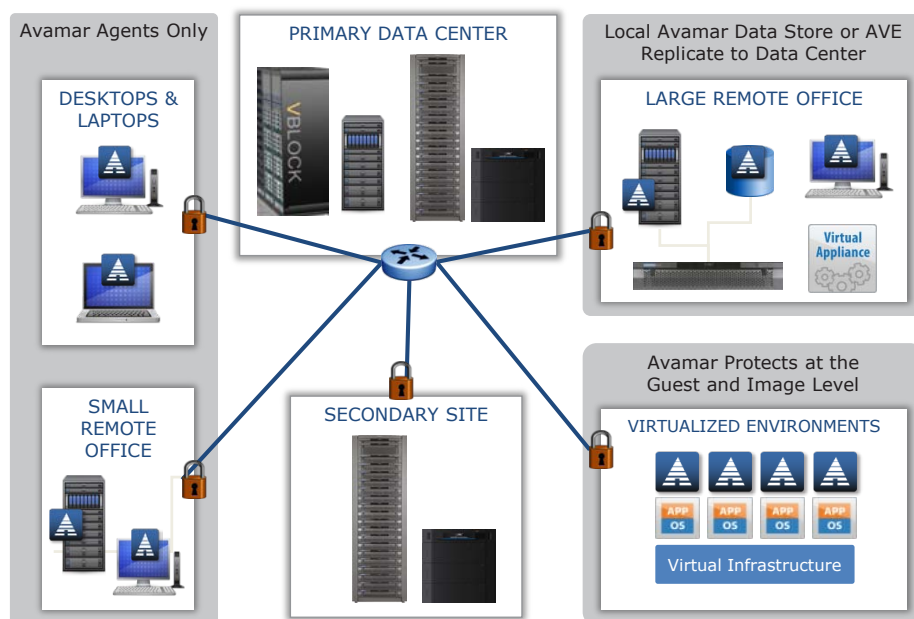 Avamar Agents Only
DESKTOPS &
LAPTOPS
SMALL
REMOTE
OFFICE
PRIMARY DATA CENTER
VBLOCK
SECONDARY SITE
Local Avamar Data Store or AVE
Replicate to Data Center
LARGE REMOTE OFFICE
Virtual
Appliance
Avamar Protects at the
Guest and Image Level
VIRTUALIZED ENVIRONMENTS
APP APP APP APP
OS OS OS OS
Virtual Infrastructure